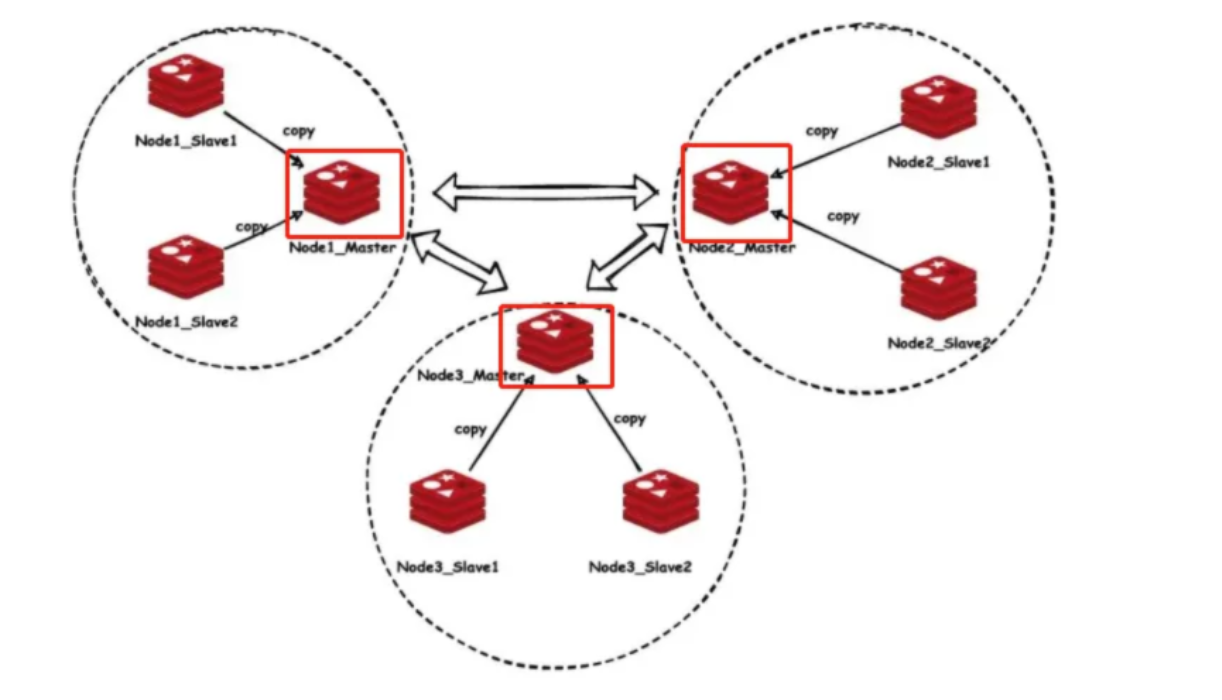 Node1_Slave1
copy
copy
Node1_Master
Node1_Slave2
copy
Node2_Slave1
copy
Node2_Master
Node2_Slave2
Node3_Master
copy
copy
Node3_Slave1
Node3_Slave2